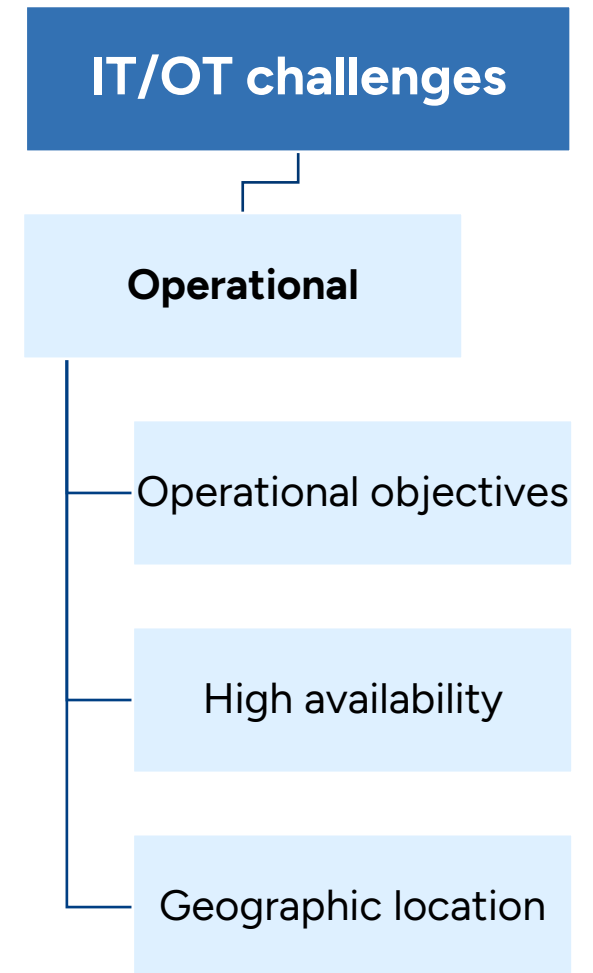 IT/OT challenges
Operational
Operational objectives
High availability
Geographic location